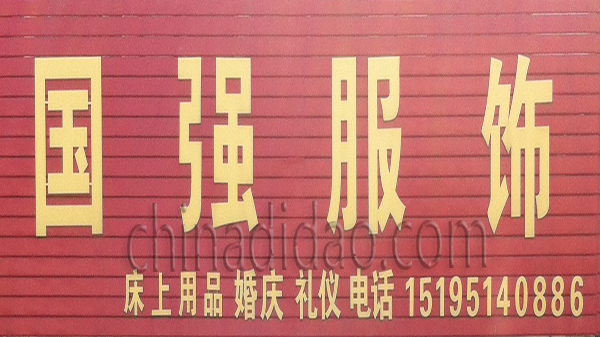 国强服饰
chinadidao.com
床上用品 婚庆 礼仪 电话 15195140886